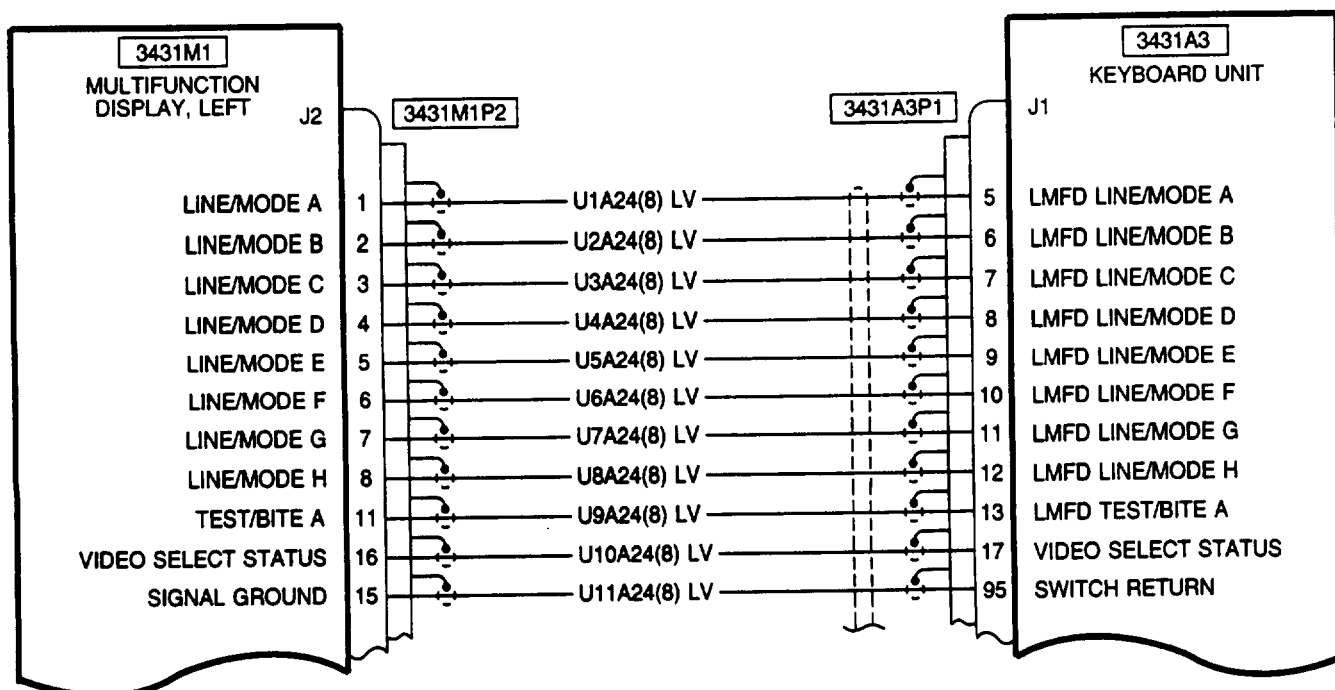 3431M1
MULTIFUNCTION
DISPLAY, LEFT
J2
3431M1P2
3431A3P1
3431A3
KEYBOARD UNIT
J1
LINE/MODE A 1 U1A24(8) LV 5 LMFD LINE/MODE A
LINE/MODE B 2 U2A24(8) LV 6 LMFD LINE/MODE B
LINE/MODE C 3 U3A24(8) LV 7 LMFD LINE/MODE C
LINE/MODE D 4 U4A24(8) LV 8 LMFD LINE/MODE D
LINE/MODE E 5 U5A24(8) LV 9 LMFD LINE/MODE E
LINE/MODE F 6 U6A24(8) LV 10 LMFD LINE/MODE F
LINE/MODE G 7 U7A24(8) LV 11 LMFD LINE/MODE G
LINE/MODE H 8 U8A24(8) LV 12 LMFD LINE/MODE H
TEST/BITE A 11 U9A24(8) LV 13 LMFD TEST/BITE A
VIDEO SELECT STATUS 16 U10A24(8) LV 17 VIDEO SELECT STATUS
SIGNAL GROUND 15 U11A24(8) LV 95 SWITCH RETURN